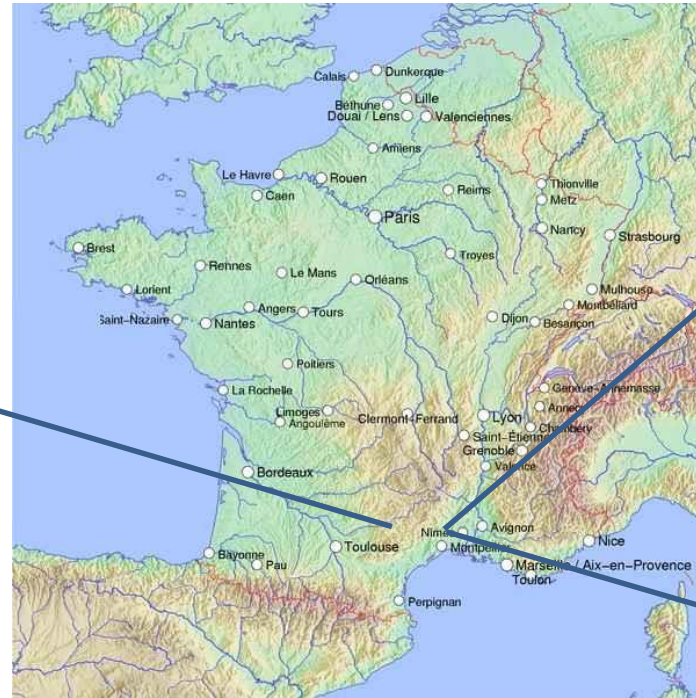 Dunkerque
Calais
Lille
Béthune
Douai / Lens
Valenciennes
Amiens
Le Havre
Rouen
Thionville
Caen
Reims
Metz
Paris
Nancy
Strasbourg
Brest
Troyes
Rennes
Le Mans
Orléans
Lorient
Mulhouse
Montbéliard
Angers
Tours
Saint-Nazaire
Nantes
Dijon
Besançon
Poitiers
La Rochelle
Genève-Annemasse
Limoges
Annecy
Clermont-Ferrand
Lyon
Angoulême
Chambéry
Saint-Étienne
Grenoble
Valence
Bordeaux
Avignon
Nîmes
Nice
Toulouse
Montpellier
Bayonne
Pau
Marseille / Aix-en-Provence
Toulon
Perpignan